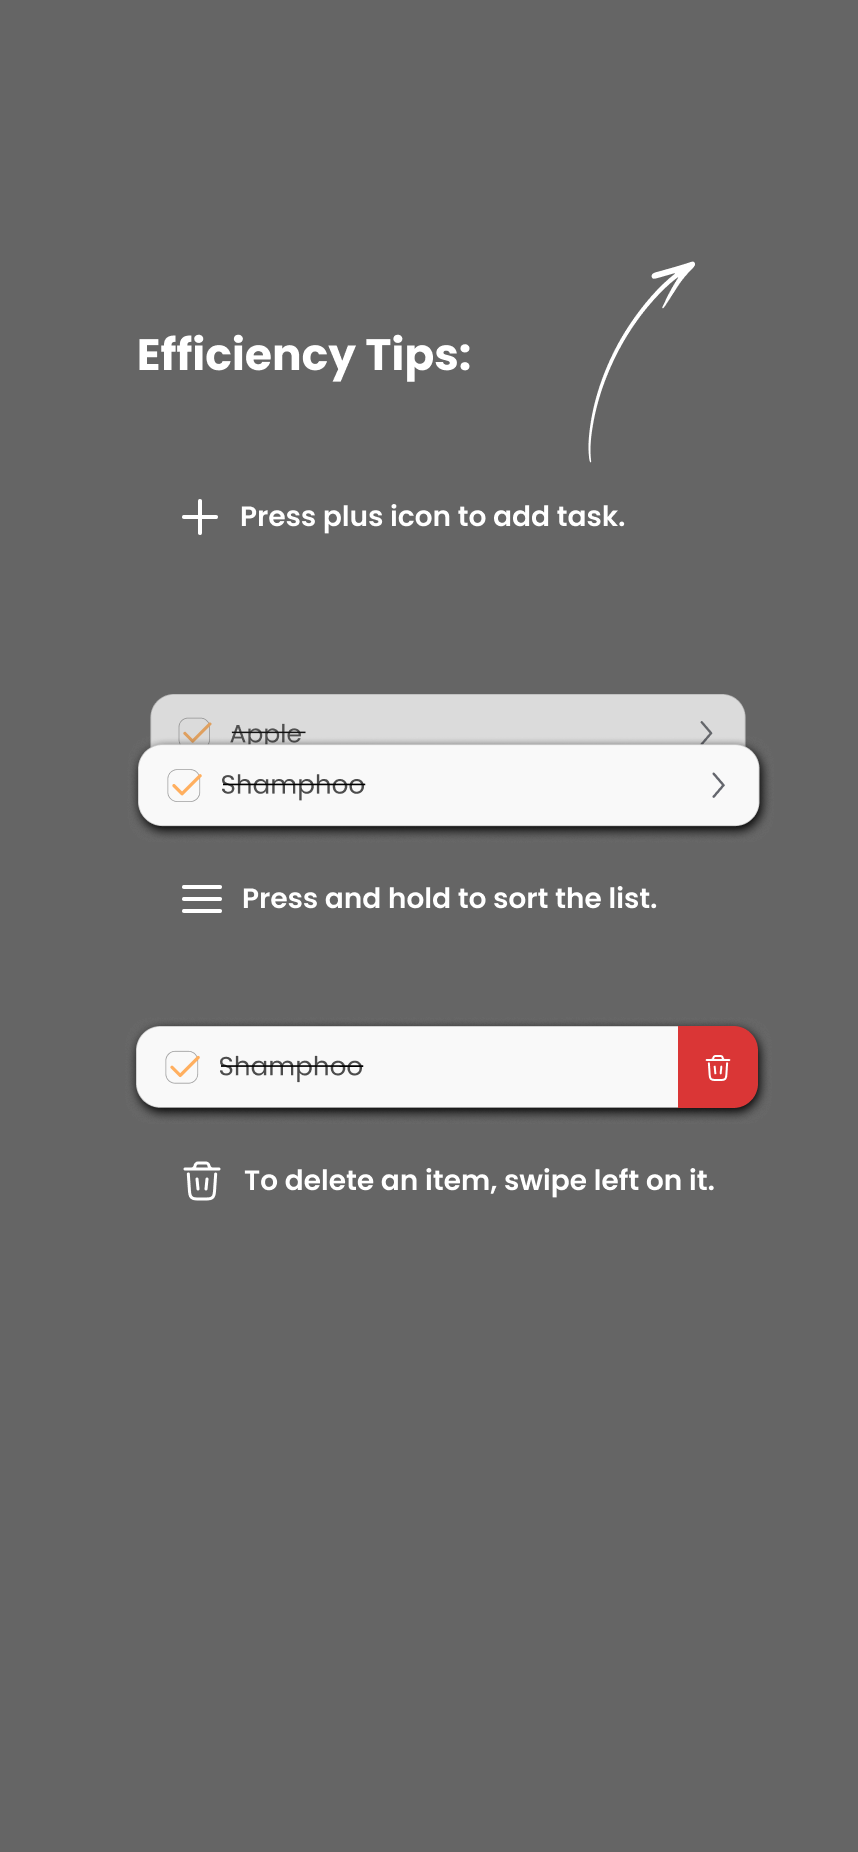 Efficiency Tips:
Press plus icon to add task.
Apple
Shamphoo
Press and hold to sort the list.
Shamphoo
To delete an item, swipe left on it.